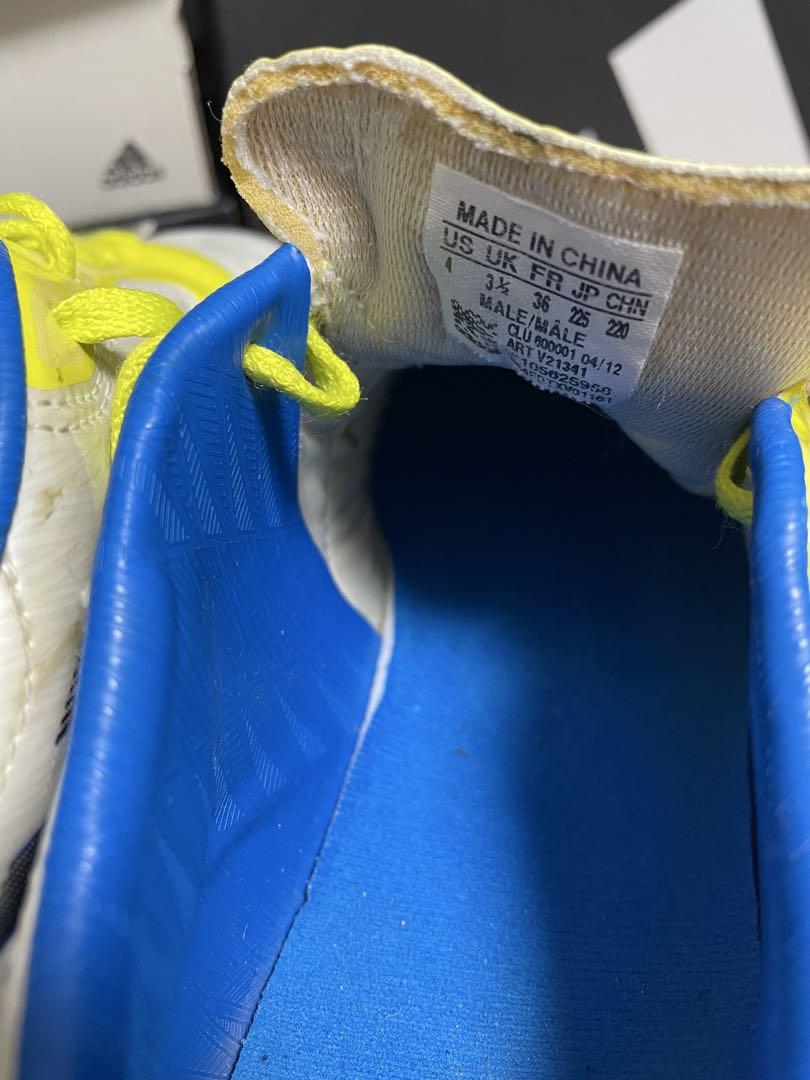 MADE IN CHINA
US UK FR JP CHN
4 3½ 36 225 220
MALE/MÂLE
CLU 600001 04/12
ART V21341
105625956